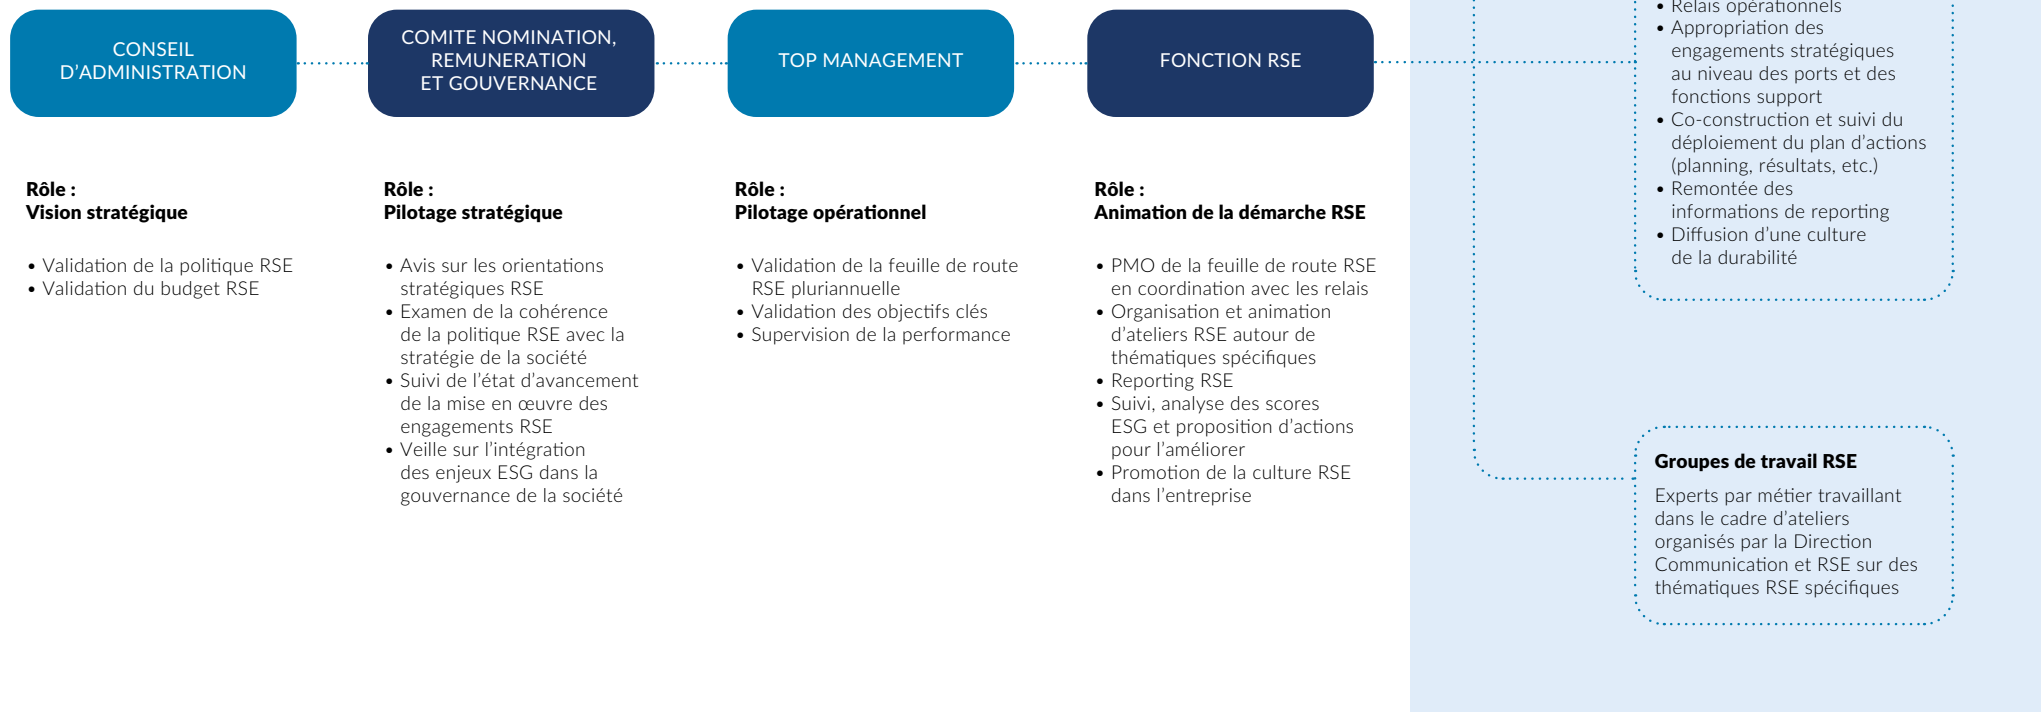 CONSEIL
D’ADMINISTRATION
COMITE NOMINATION,
REMUNERATION
ET GOUVERNANCE
TOP MANAGEMENT
FONCTION RSE
Rôle :
Vision stratégique
• Validation de la politique RSE
• Validation du budget RSE
Rôle :
Pilotage stratégique
• Avis sur les orientations
stratégiques RSE
• Examen de la cohérence
de la politique RSE avec la
stratégie de la société
• Suivi de l’état d’avancement
de la mise en œuvre des
engagements RSE
• Veille sur l’intégration
des enjeux ESG dans la
gouvernance de la société
Rôle :
Pilotage opérationnel
• Validation de la feuille de route
RSE pluriannuelle
• Validation des objectifs clés
• Supervision de la performance
Rôle :
Animation de la démarche RSE
• PMO de la feuille de route RSE
en coordination avec les relais
• Organisation et animation
d’ateliers RSE autour de
thématiques spécifiques
• Reporting RSE
• Suivi, analyse des scores
ESG et proposition d’actions
pour l’améliorer
• Promotion de la culture RSE
dans l’entreprise
• Relais opérationnels
• Appropriation des
engagements stratégiques
au niveau des ports et des
fonctions support
• Co-construction et suivi du
déploiement du plan d’actions
(planning, résultats, etc.)
• Remontée des
informations de reporting
• Diffusion d’une culture
de la durabilité
Groupes de travail RSE
Experts par métier travaillant
dans le cadre d’ateliers
organisés par la Direction
Communication et RSE sur des
thématiques RSE spécifiques